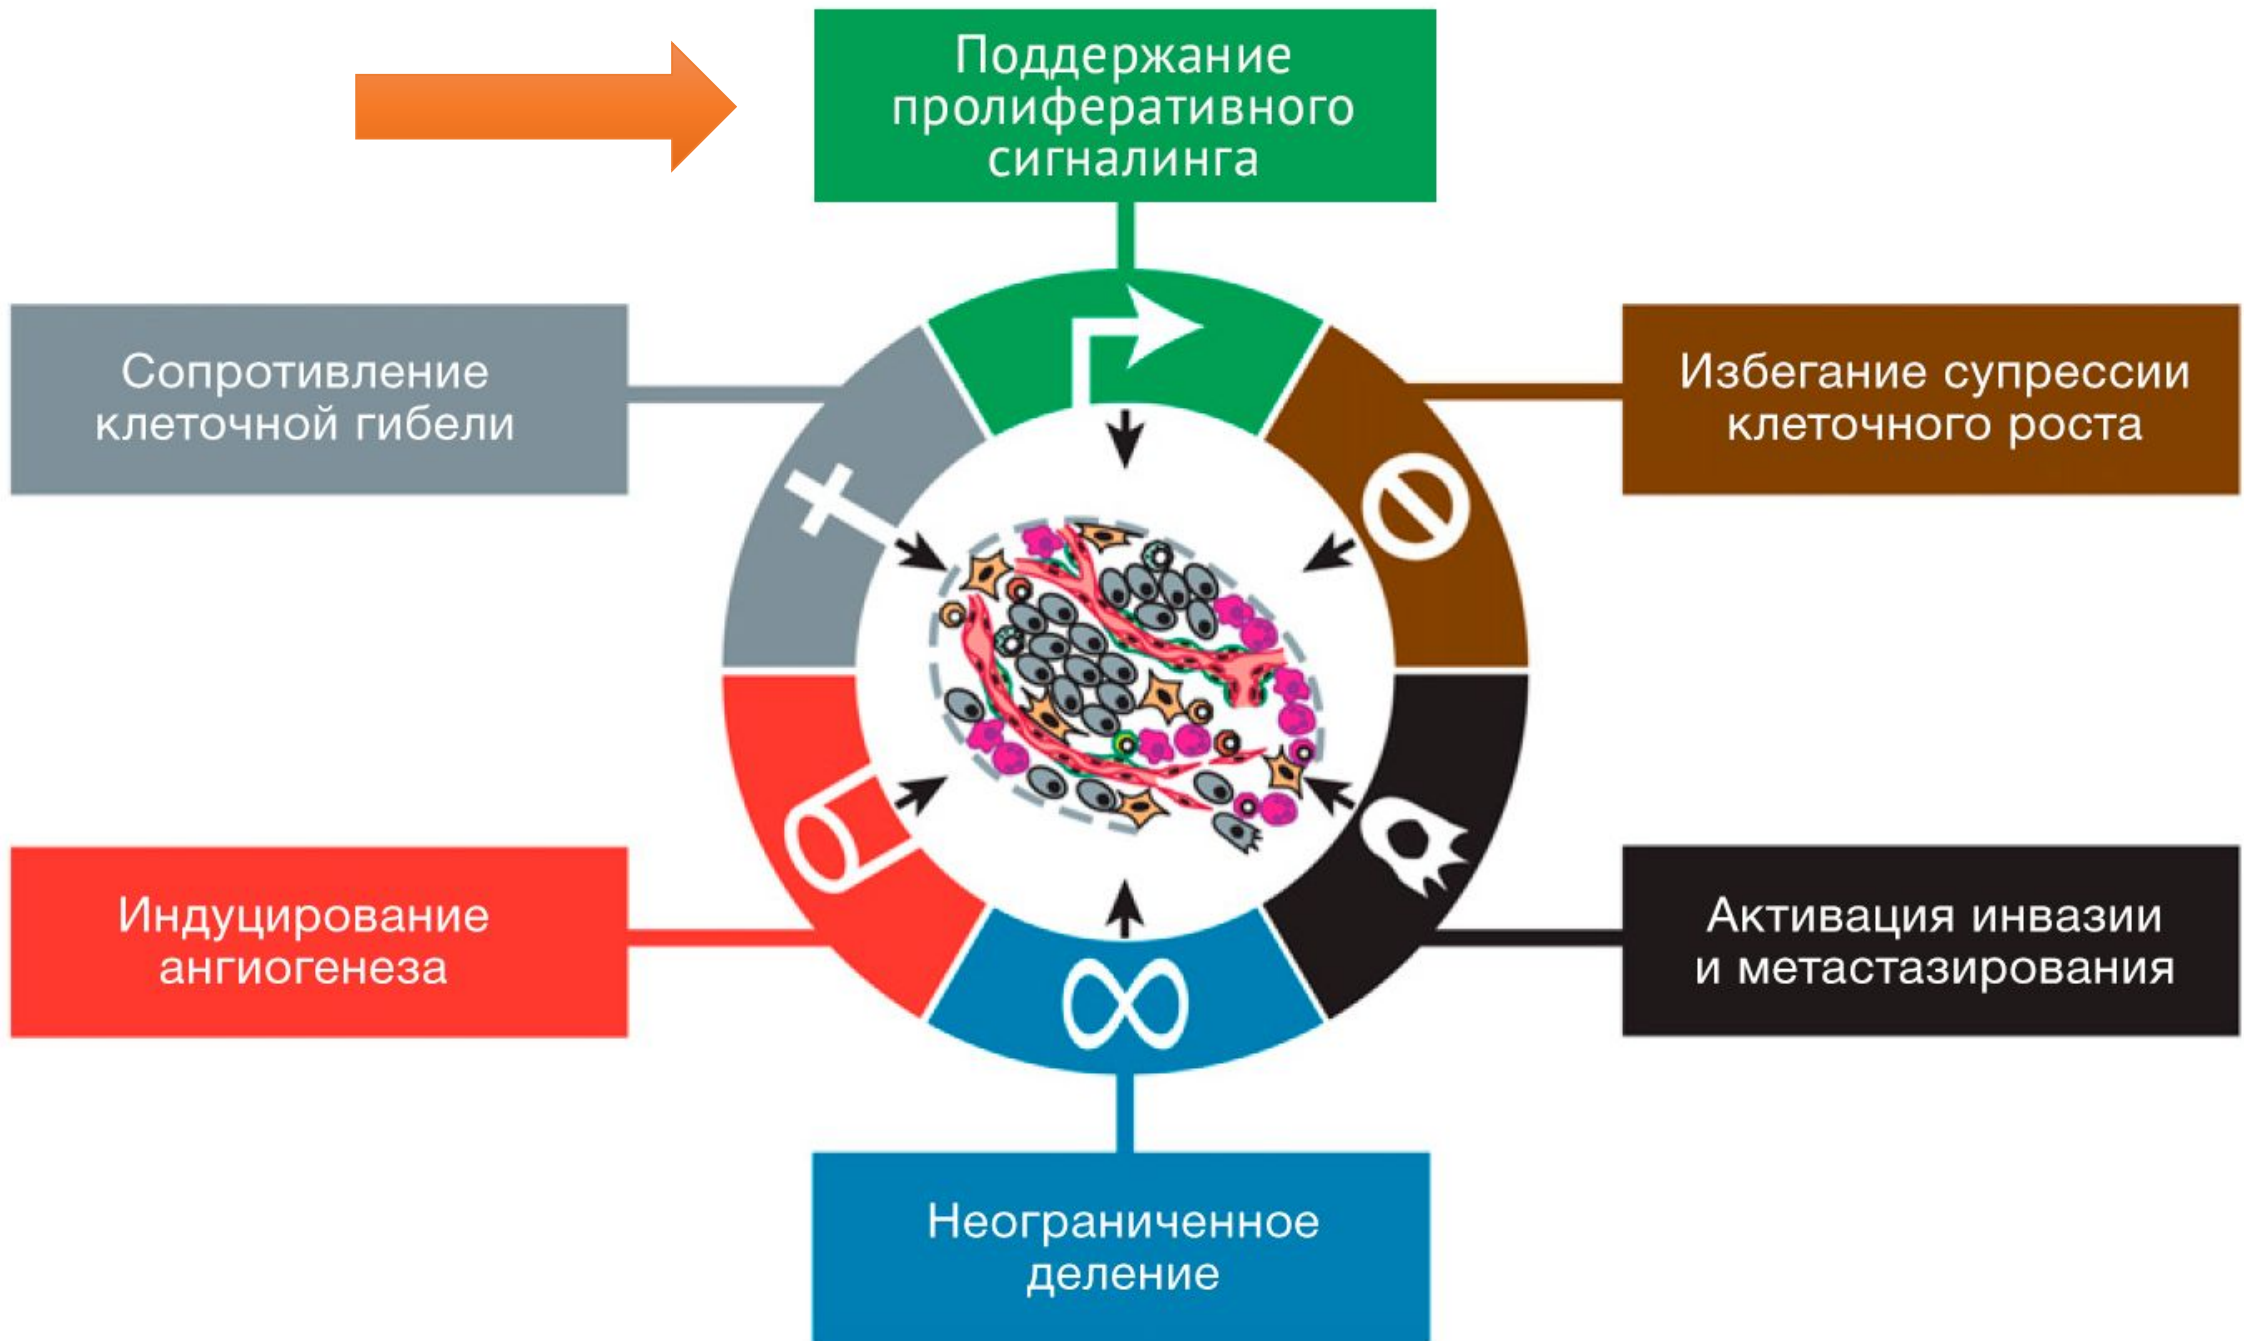 Поддержание
пролиферативного
сигналинга
Сопротивление
клеточной гибели
Избегание супрессии
клеточного роста
Индуцирование
ангиогенеза
Активация инвазии
и метастазирования
Неограниченное
деление